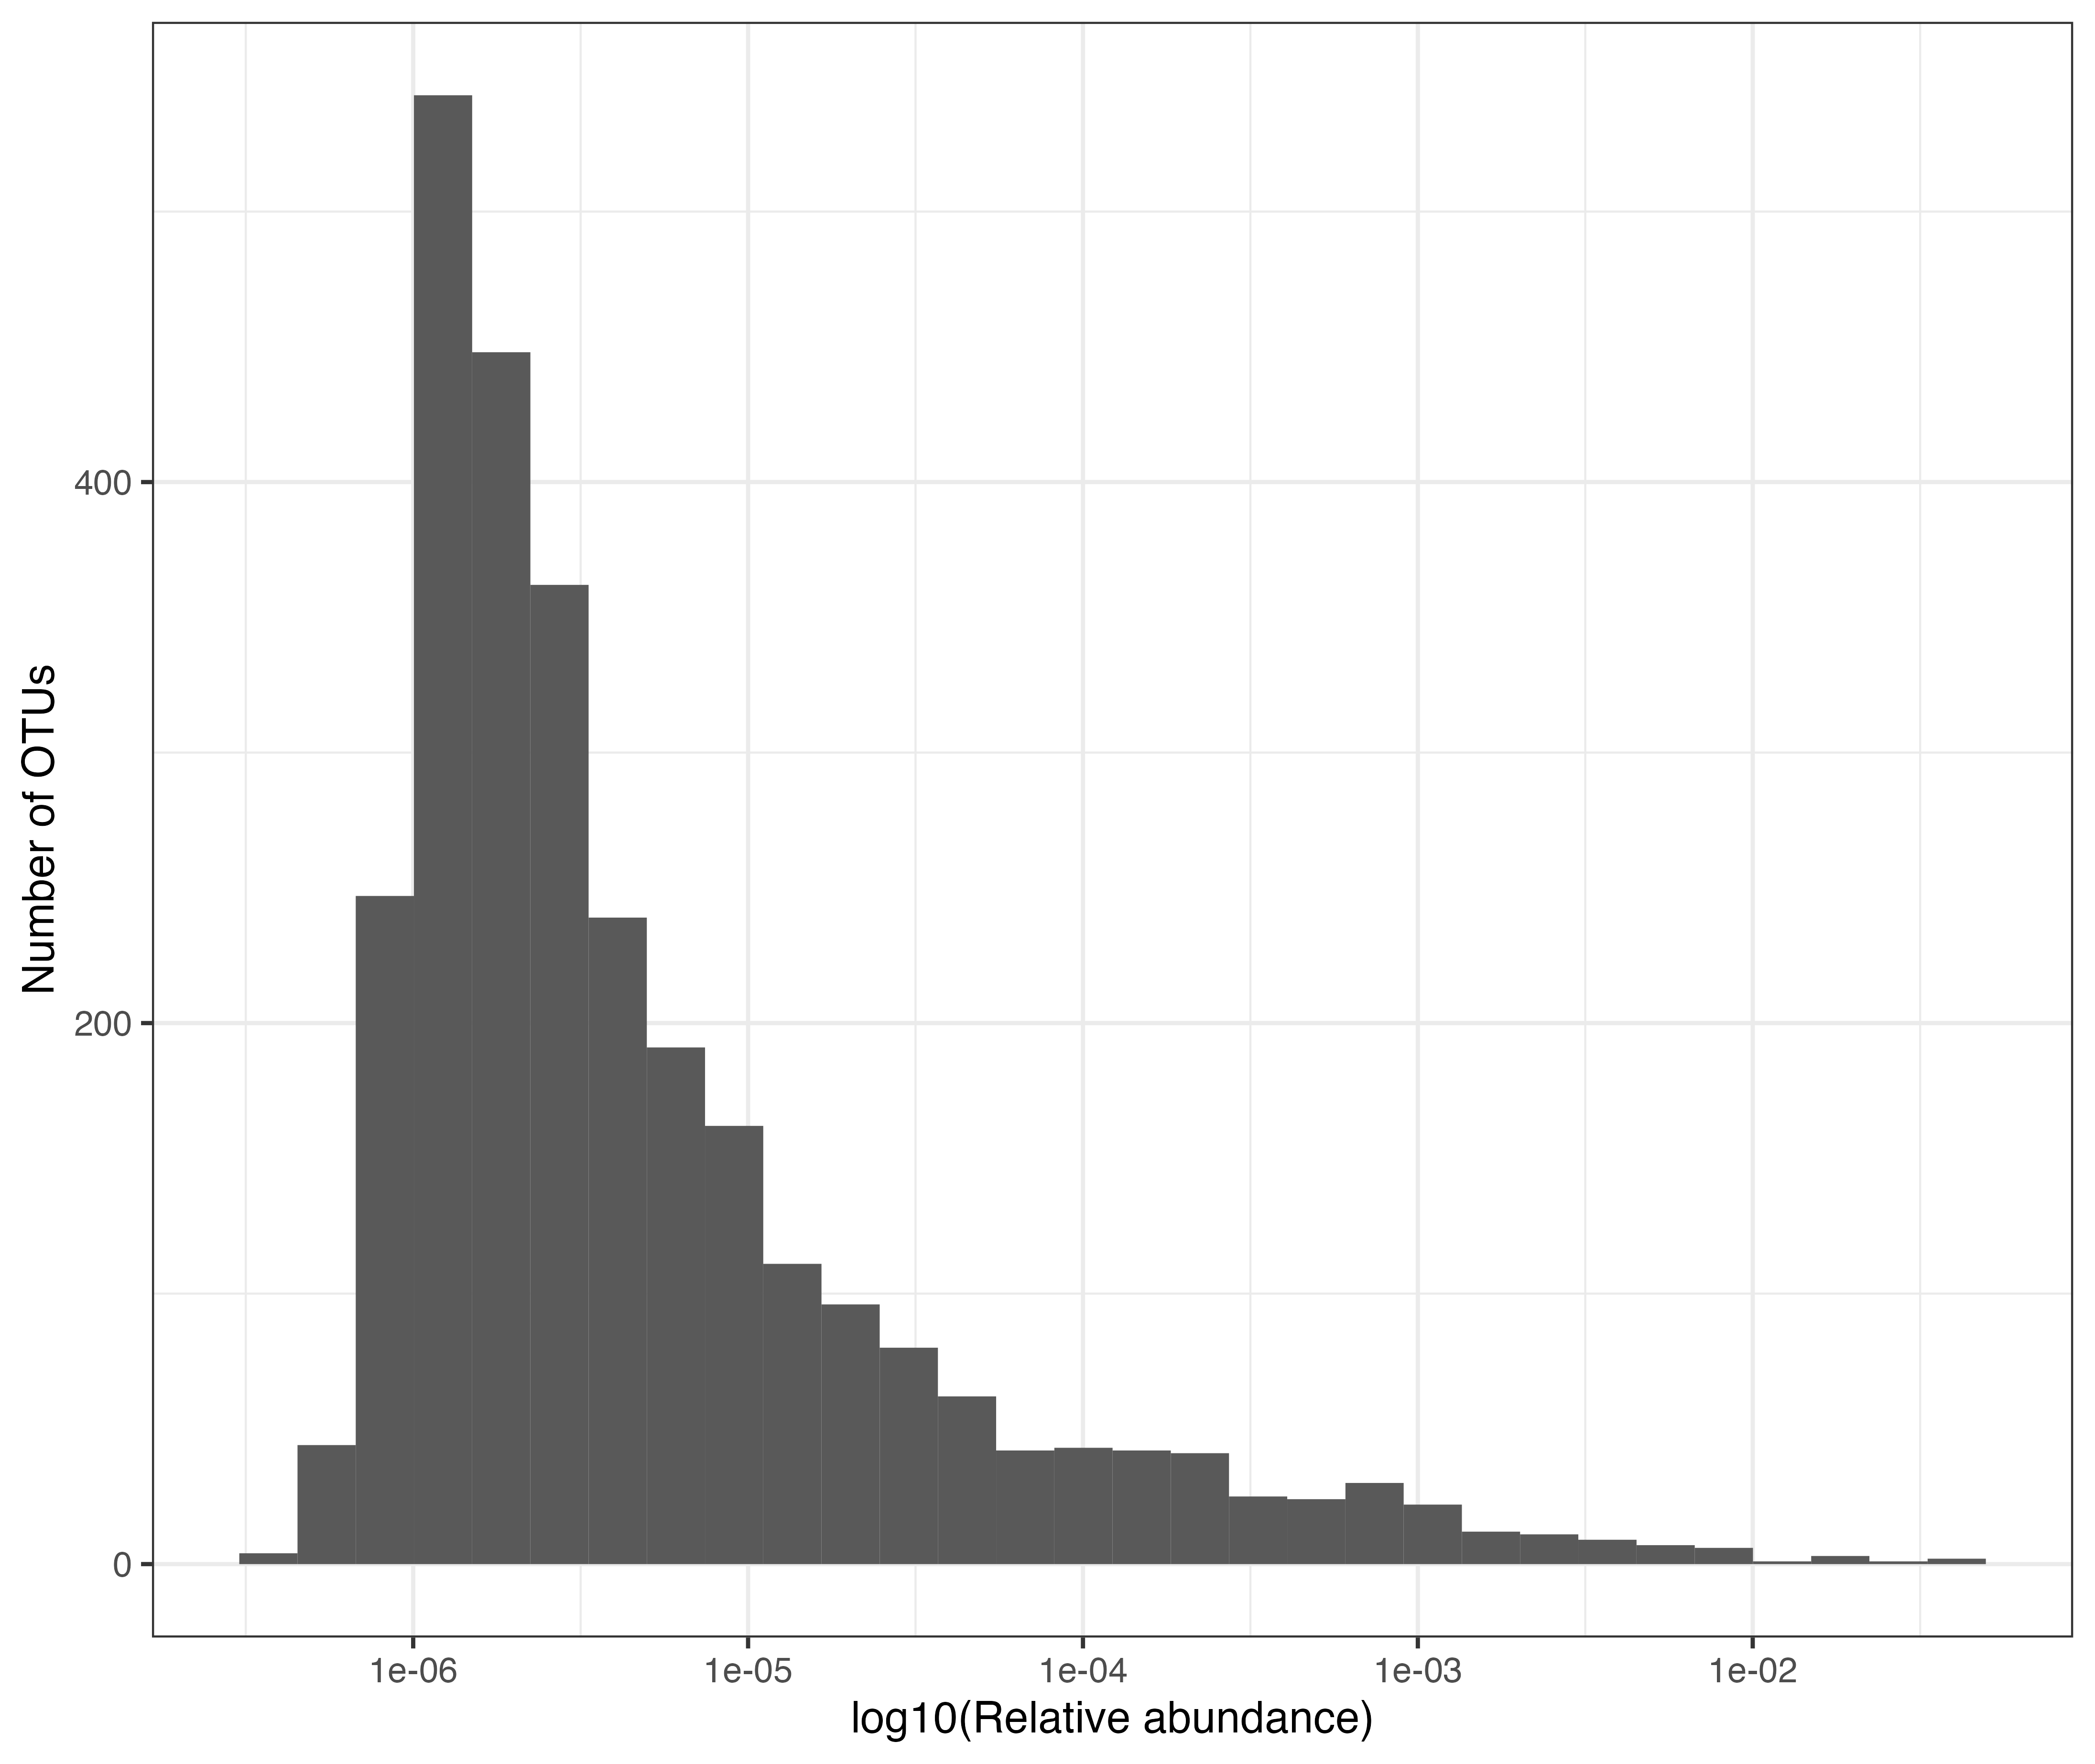 Number of OTUs
400
200
0
1e-06 1e-05 1e-04 1e-03 1e-02
log10(Relative abundance)